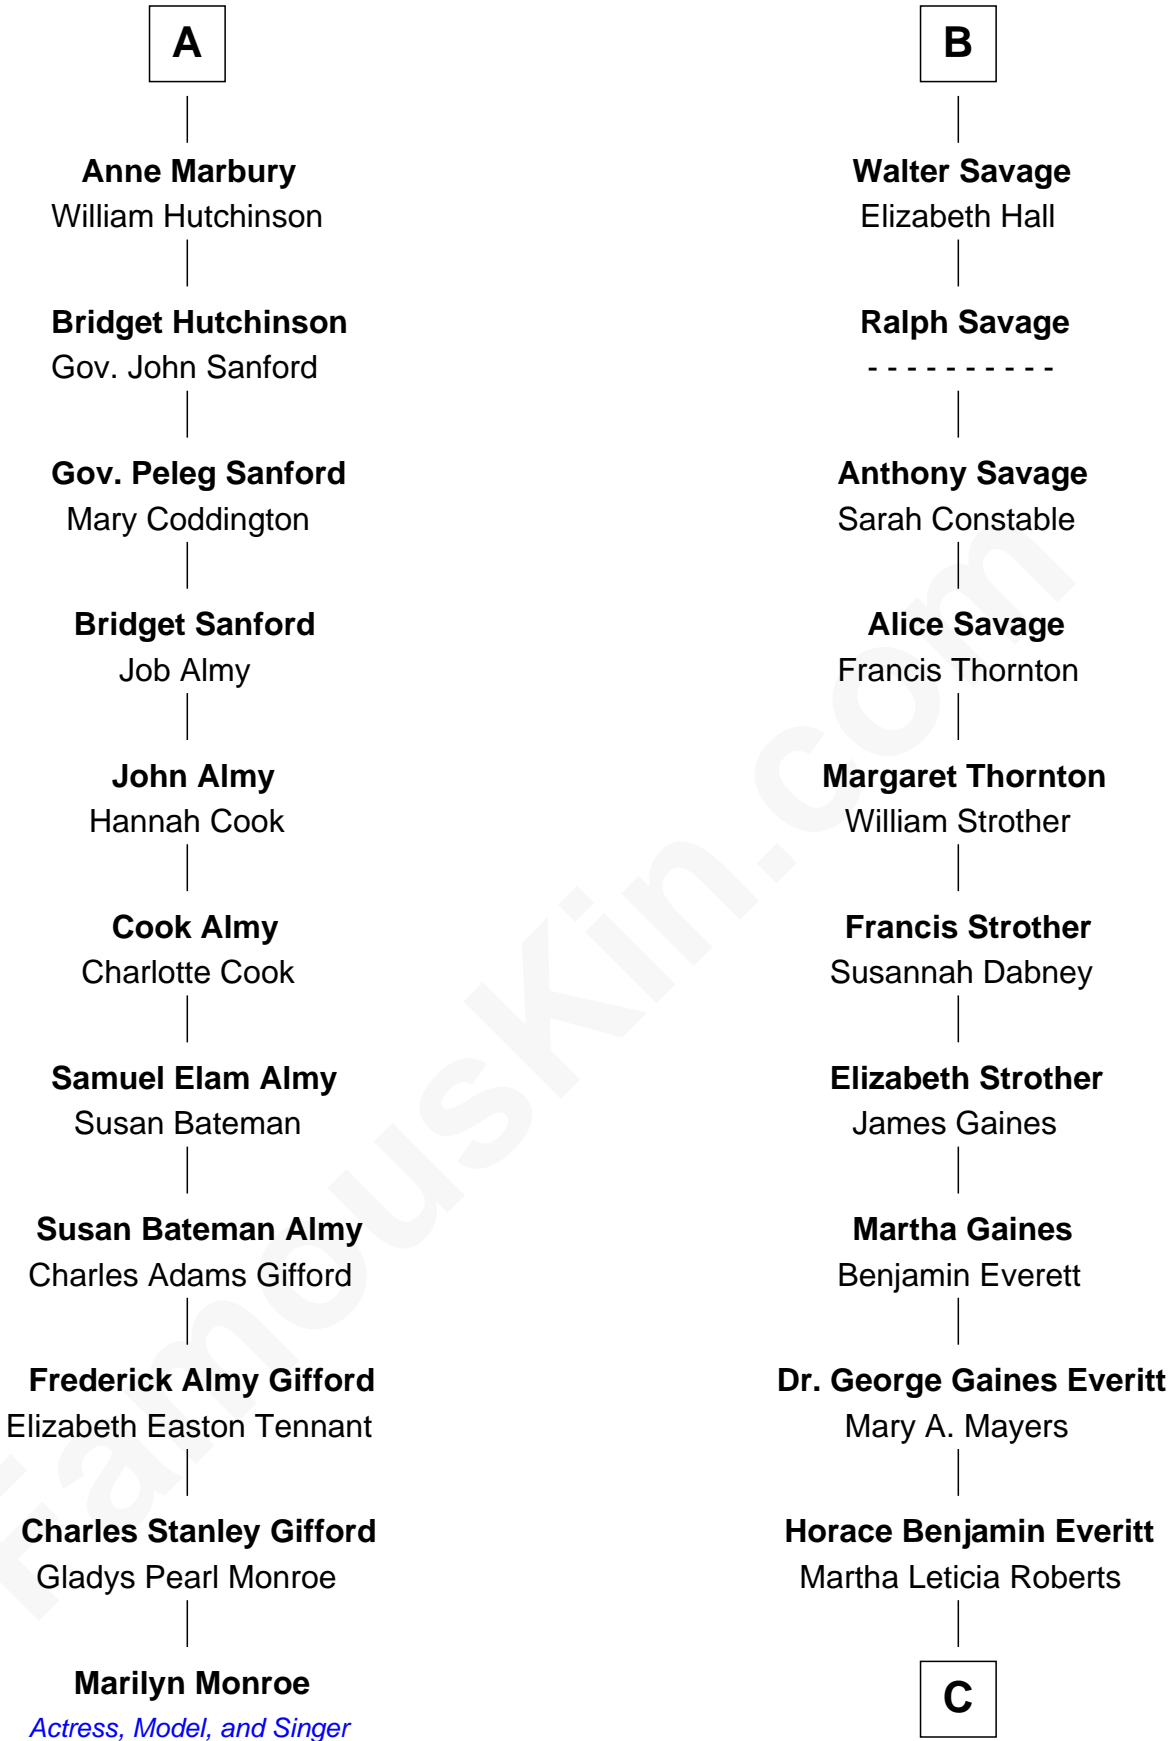 A
Anne Marbury
William Hutchinson
Bridget Hutchinson
Gov. John Sanford
Gov. Peleg Sanford
Mary Coddington
Bridget Sanford
Job Almy
John Almy
Hannah Cook
Cook Almy
Charlotte Cook
Samuel Elam Almy
Susan Bateman
Susan Bateman Almy
Charles Adams Gifford
Frederick Almy Gifford
Elizabeth Easton Tennant
Charles Stanley Gifford
Gladys Pearl Monroe
Marilyn Monroe
Actress, Model, and Singer
B
Walter Savage
Elizabeth Hall
Ralph Savage
- - - - - - - - - -
Anthony Savage
Sarah Constable
Alice Savage
Francis Thornton
Margaret Thornton
William Strother
Francis Strother
Susannah Dabney
Elizabeth Strother
James Gaines
Martha Gaines
Benjamin Everett
Dr. George Gaines Everitt
Mary A. Mayers
Horace Benjamin Everitt
Martha Leticia Roberts
C
FamousKin.com